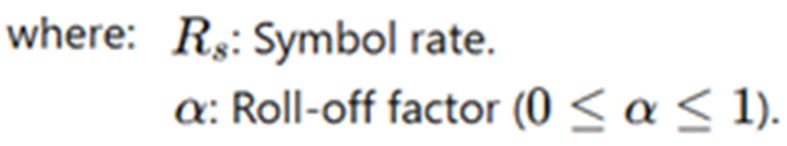 where: Rₛ: Symbol rate.
α: Roll-off factor (0 ≤ α ≤ 1).